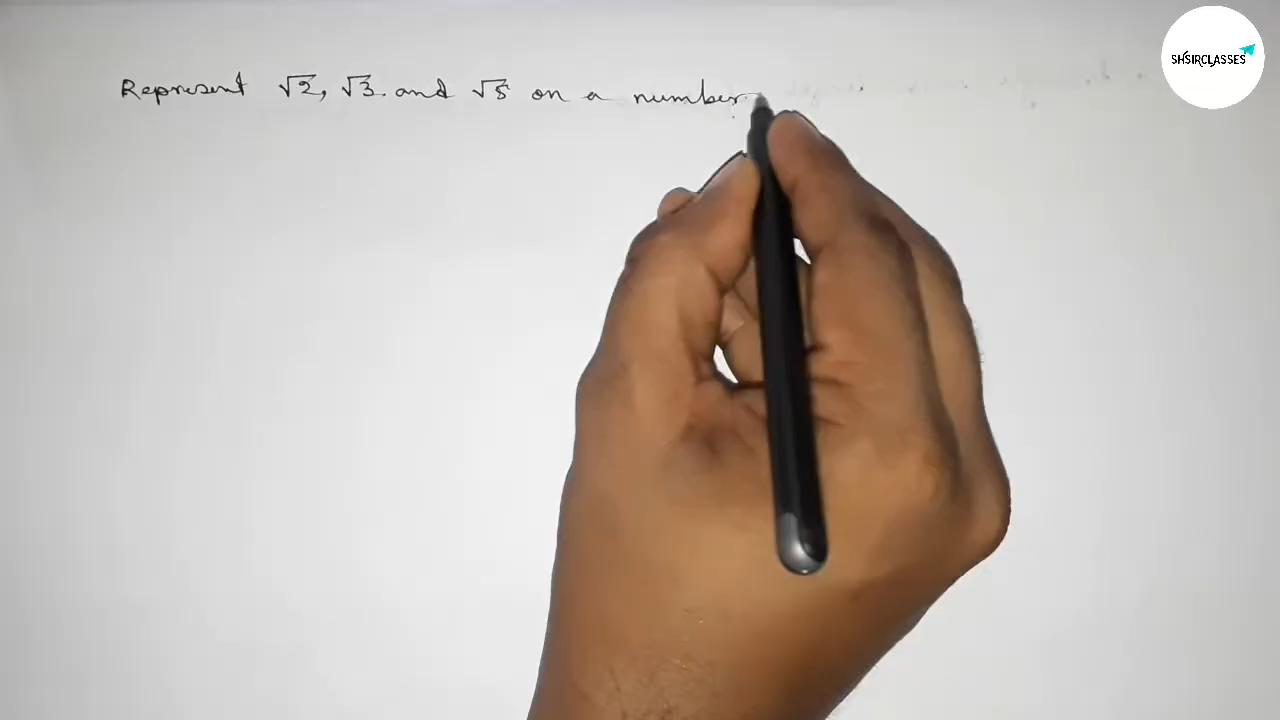 Represent √2, √3 and √5 on a number
SHSIRCLASSES